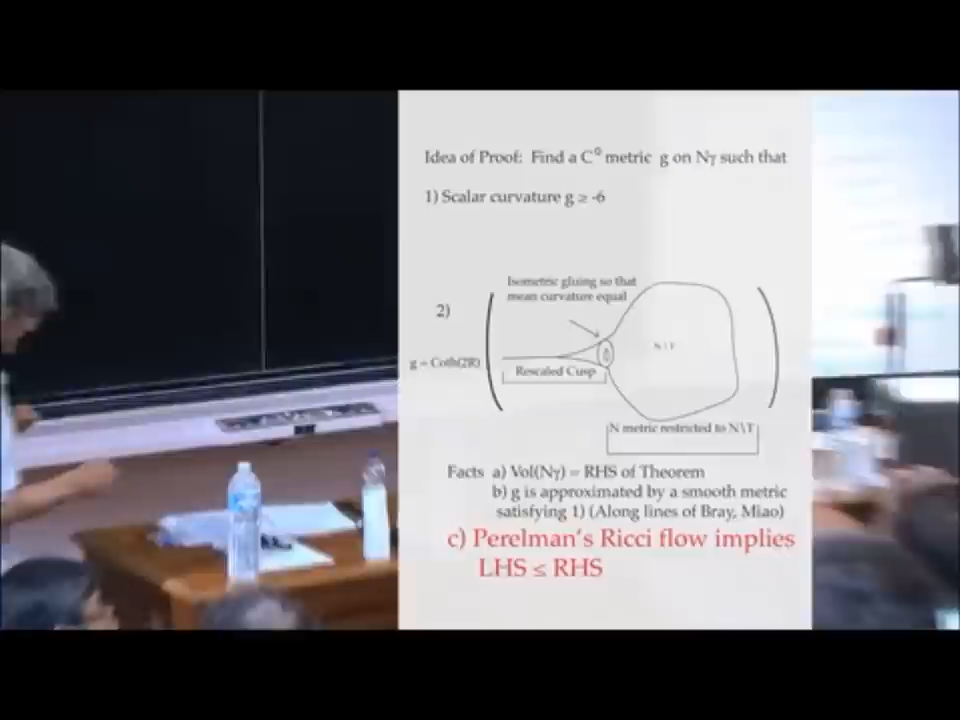 Idea of Proof: Find a C⁰ metric g on Nγ such that
1) Scalar curvature g ≥ -6
Isometric gluing so that
mean curvature equal
2)
g = Coth(2R)
Rescaled Cusp
N \ T
N metric restricted to N\T
Facts a) Vol(Nγ) = RHS of Theorem
b) g is approximated by a smooth metric
satisfying 1) (Along lines of Bray, Miao)
c) Perelman's Ricci flow implies
LHS ≤ RHS